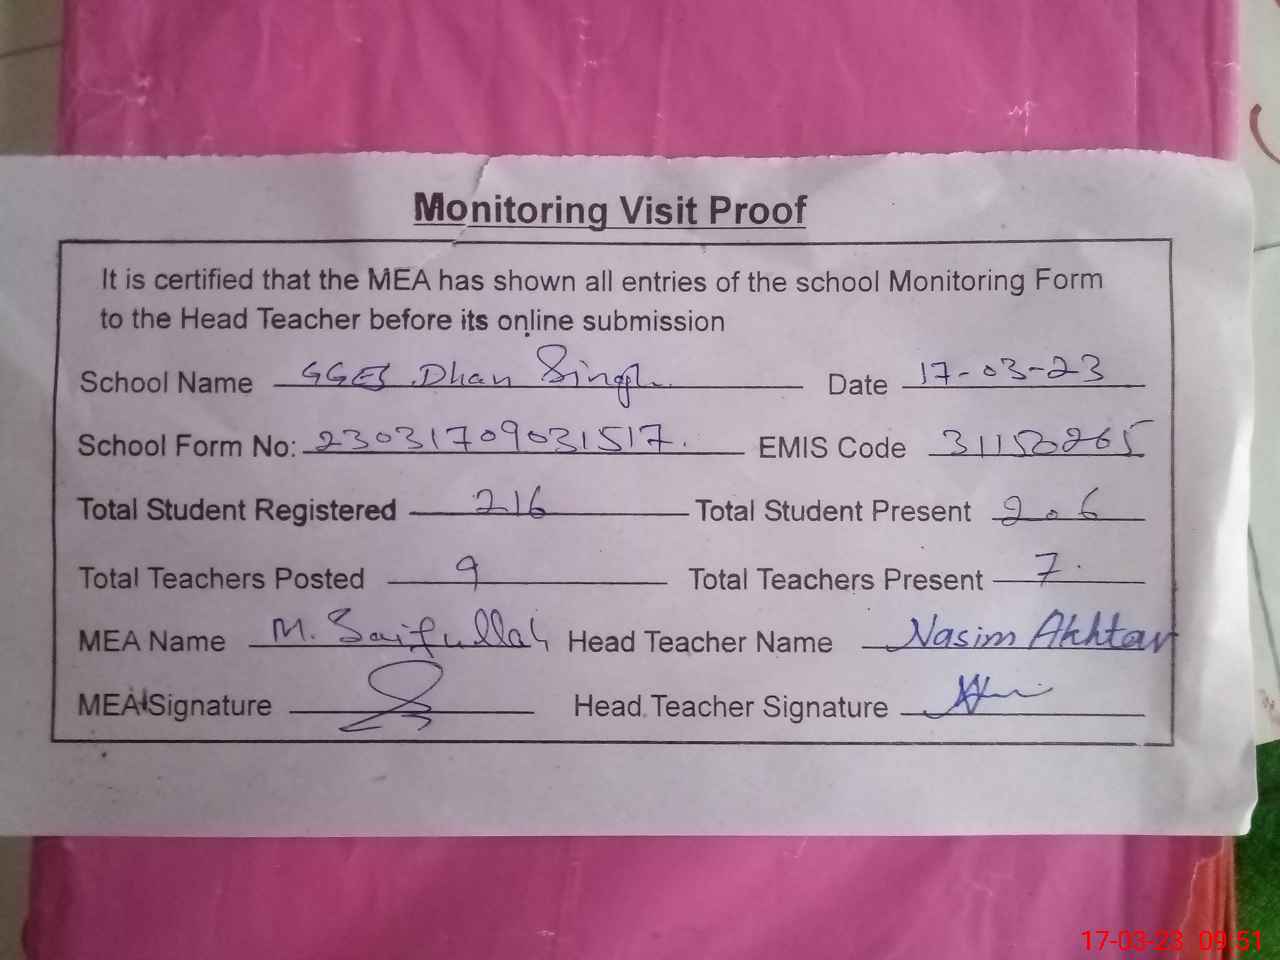 Monitoring Visit Proof
It is certified that the MEA has shown all entries of the school Monitoring Form
to the Head Teacher before its online submission
School Name GGES Dhan Singh Date 17-03-23
School Form No: 23031709031517. EMIS Code 31150265
Total Student Registered 216 Total Student Present 206
Total Teachers Posted 9 Total Teachers Present 7.
MEA Name M. Saifullah Head Teacher Name Nasim Akhtar
MEA Signature Head Teacher Signature
17-03-23 09:51